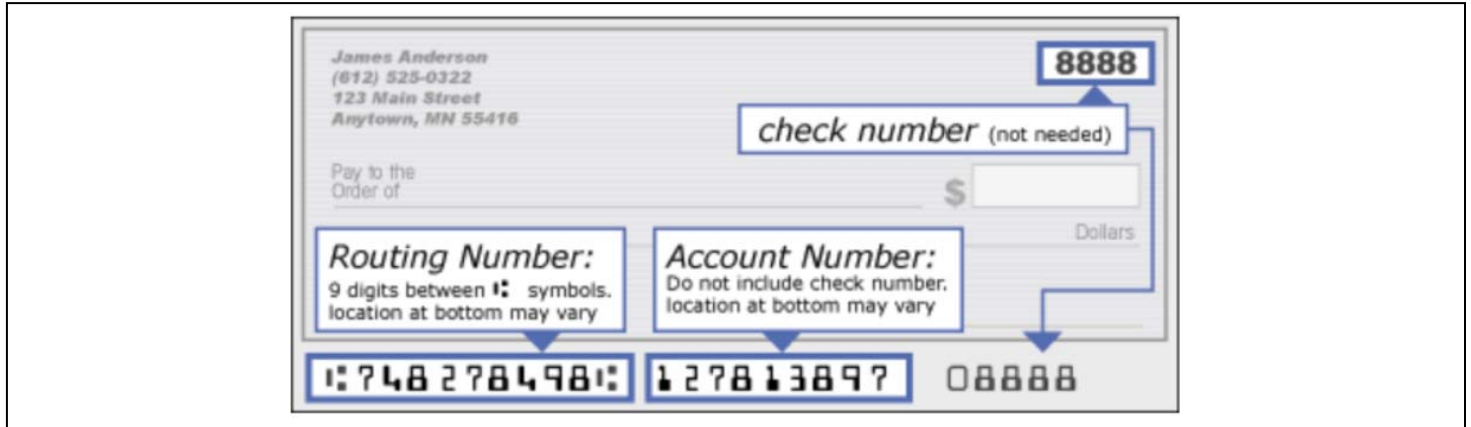 James Anderson
(612) 525-0322
123 Main Street
Anytown, MN 55416
8888
check number (not needed)
Pay to the
Order of
$
Dollars
Routing Number:
9 digits between ⑆ symbols.
location at bottom may vary
Account Number:
Do not include check number.
location at bottom may vary
⑆748278498⑆ 127813897 08888